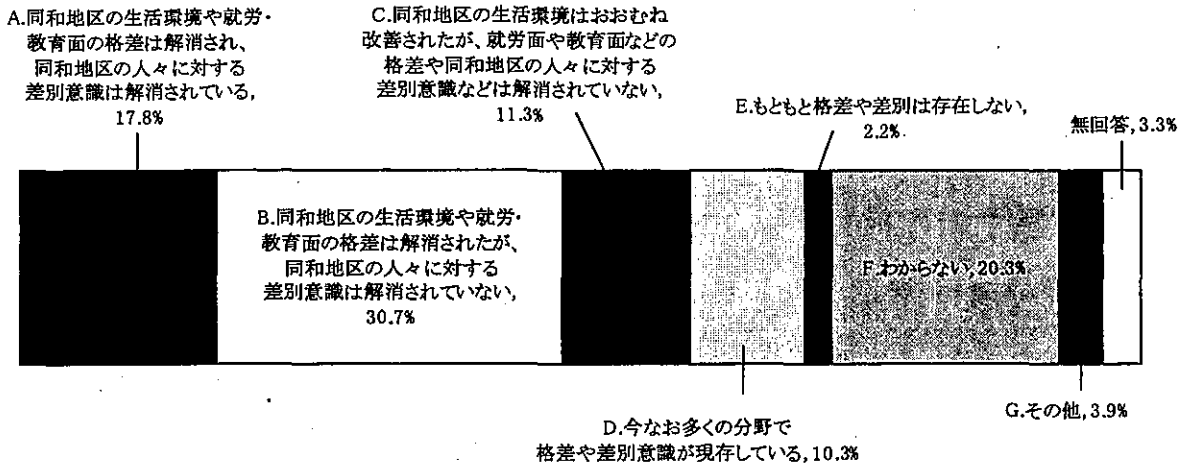 A.同和地区の生活環境や就労・
教育面の格差は解消され、
同和地区の人々に対する
差別意識は解消されている,
17.8%
B.同和地区の生活環境や就労・
教育面の格差は解消されたが、
同和地区の人々に対する
差別意識は解消されていない,
30.7%
C.同和地区の生活環境はおおむね
改善されたが、就労面や教育面などの
格差や同和地区の人々に対する
差別意識などは解消されていない,
11.3%
D.今なお多くの分野で
格差や差別意識が現存している,10.3%
E.もともと格差や差別は存在しない,
2.2%
F.わからない,20.3%
G.その他,3.9%
無回答,3.3%